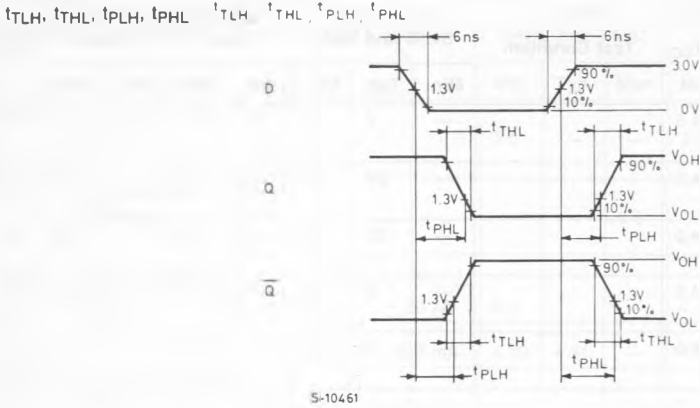 tTLH, tTHL, tPLH, tPHL tTLH, tTHL, tPLH, tPHL
6ns 6ns
90% 3.0V
D 1.3V 1.3V
10% 0V
tTHL tTLH
VOH
90%
Q 1.3V 1.3V
10% VOL
tPHL tPLH
VOH
90%
Q̅ 1.3V 1.3V
10% VOL
tTLH tTHL
tPLH tPHL
S-10461